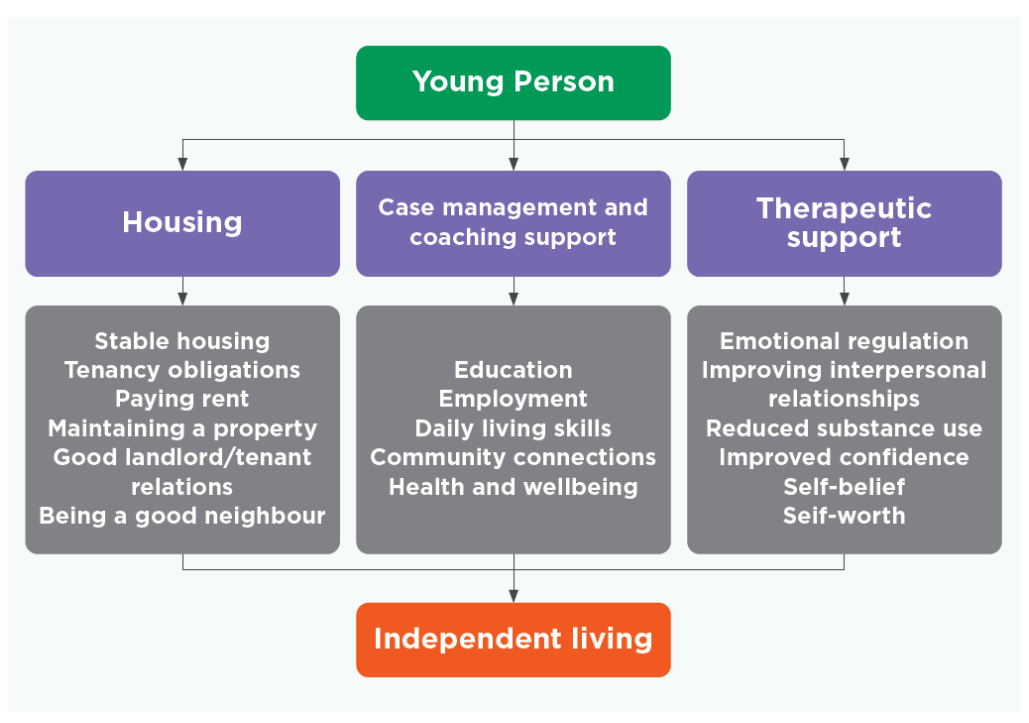 Young Person
Housing
Case management and
coaching support
Therapeutic
support
Stable housing
Tenancy obligations
Paying rent
Maintaining a property
Good landlord/tenant
relations
Being a good neighbour
Education
Employment
Daily living skills
Community connections
Health and wellbeing
Emotional regulation
Improving interpersonal
relationships
Reduced substance use
Improved confidence
Self-belief
Seif-worth
Independent living